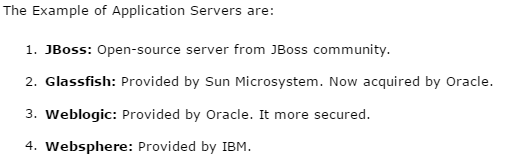 The Example of Application Servers are:
1. JBoss: Open-source server from JBoss community.
2. Glassfish: Provided by Sun Microsystem. Now acquired by Oracle.
3. Weblogic: Provided by Oracle. It more secured.
4. Websphere: Provided by IBM.